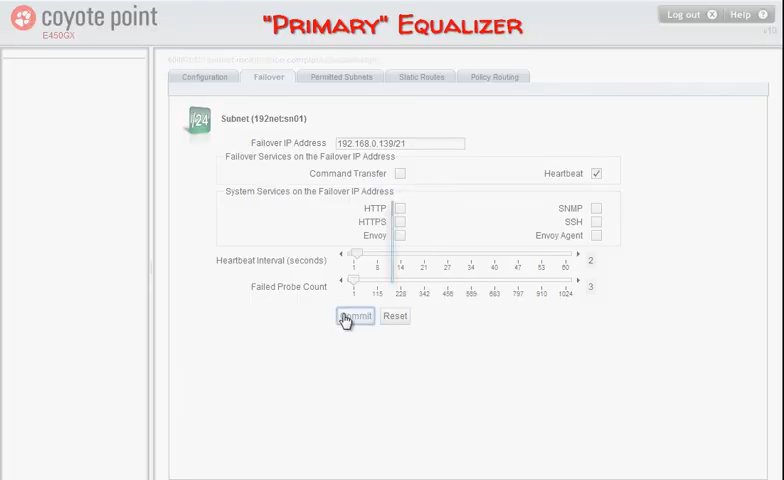 coyote point
E450GX
"Primary" Equalizer
Log out
Help
v10
Configuration
Failover
Permitted Subnets
Static Routes
Policy Routing
/24
Subnet (192net:sn01)
Failover IP Address 192.168.0.139/21
Failover Services on the Failover IP Address
Command Transfer
Heartbeat
System Services on the Failover IP Address
HTTP
SNMP
HTTPS
SSH
Envoy
Envoy Agent
Heartbeat Interval (seconds)
2
1 8 14 21 27 34 40 47 53 60
Failed Probe Count
3
1 115 228 342 456 569 683 797 910 1024
Commit
Reset